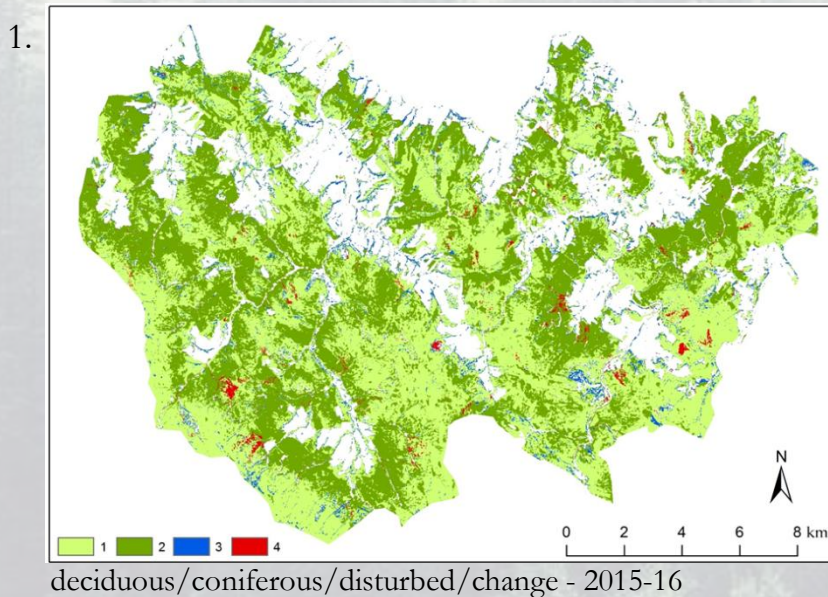 1.
N
1 2 3 4
0 2 4 6 8 km
deciduous/coniferous/disturbed/change - 2015-16